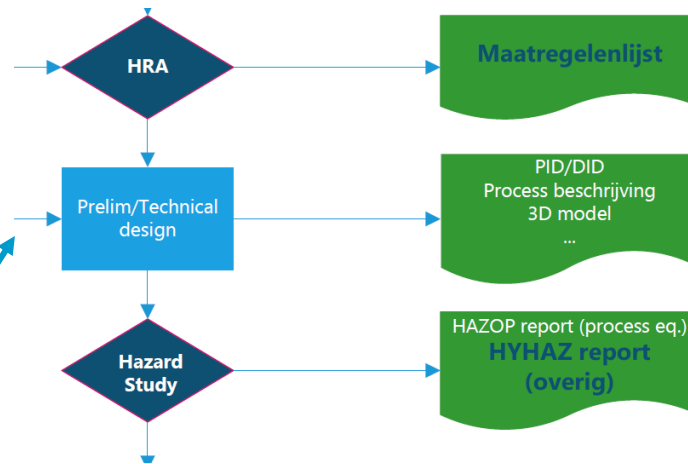 HRA
Maatregelenlijst
Prelim/Technical
design
PID/DID
Process beschrijving
3D model
...
Hazard
Study
HAZOP report (process eq.)
HYHAZ report
(overig)